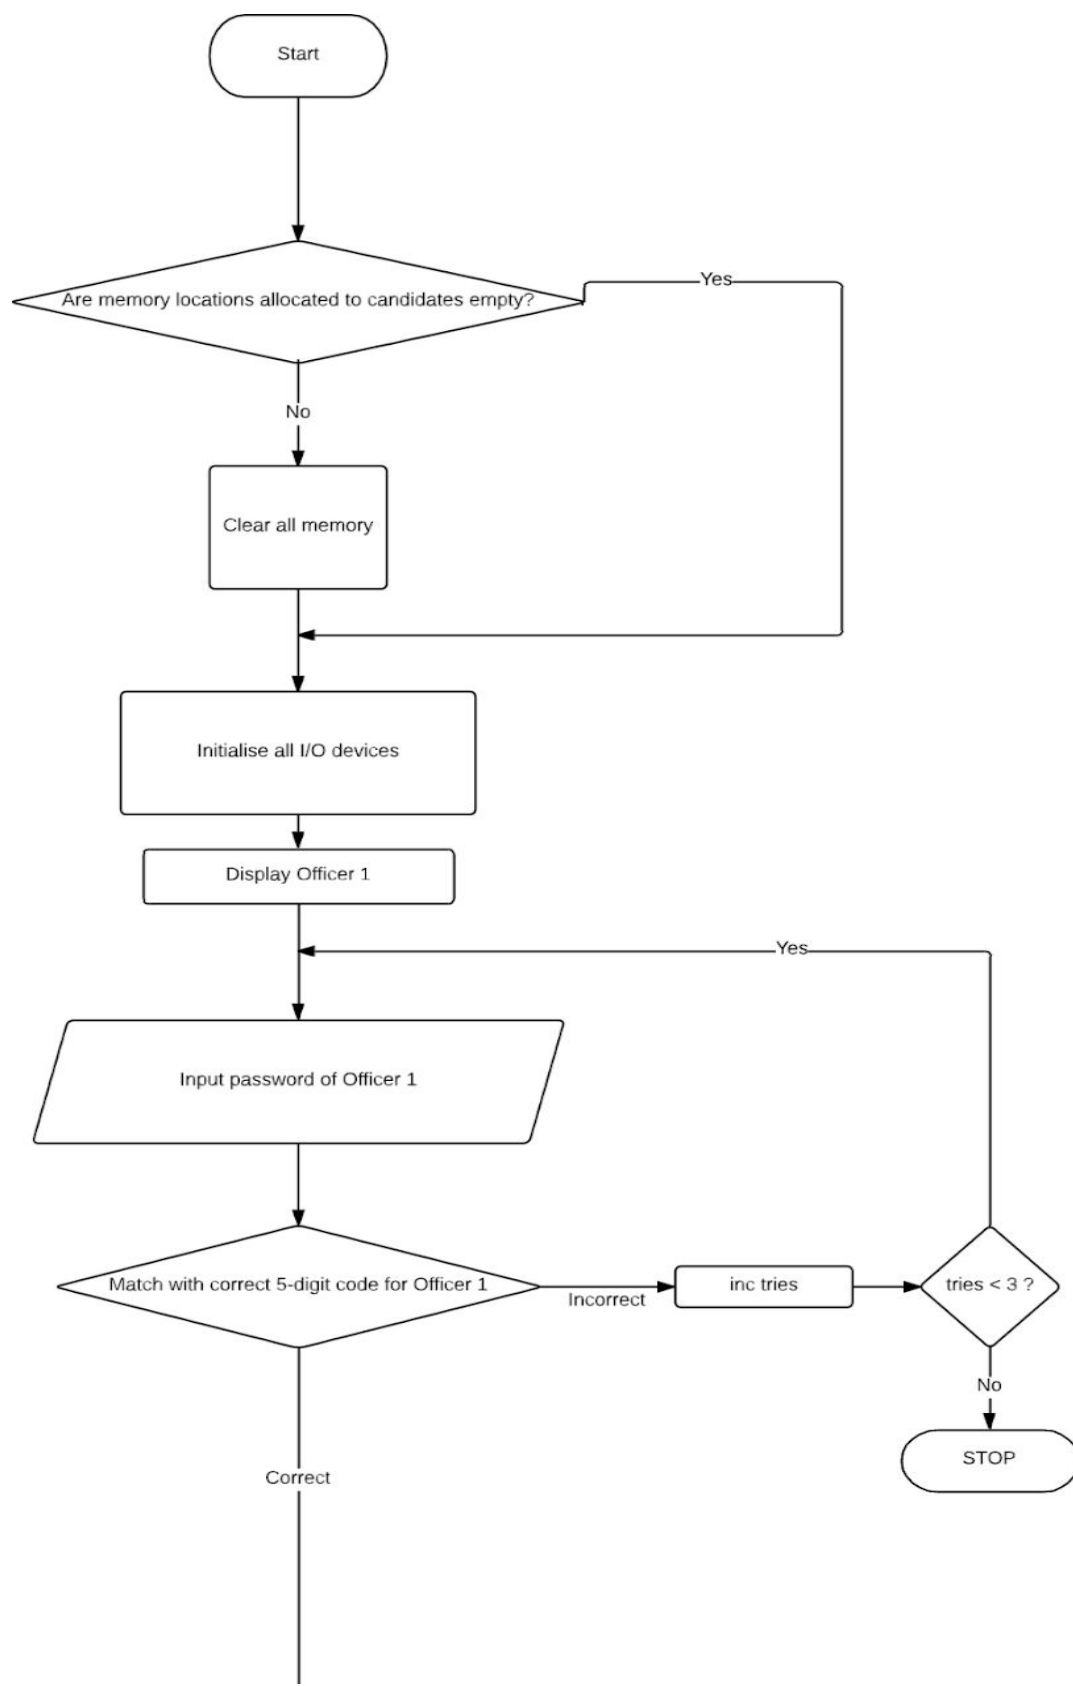 Start
Are memory locations allocated to candidates empty?
Yes
No
Clear all memory
Initialise all I/O devices
Display Officer 1
Yes
Input password of Officer 1
Match with correct 5-digit code for Officer 1
Incorrect
inc tries
tries < 3 ?
No
STOP
Correct